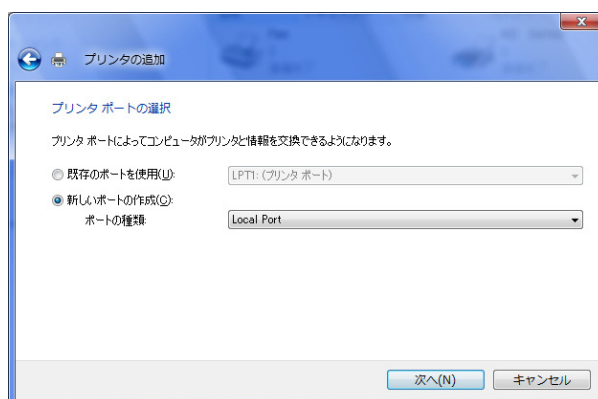 プリンタの追加
プリンタ ポートの選択
プリンタ ポートによってコンピュータがプリンタと情報を交換できるようになります。
既存のポートを使用(U):
LPT1: (プリンタ ポート)
新しいポートの作成(C):
ポートの種類:
Local Port
次へ(N)
キャンセル